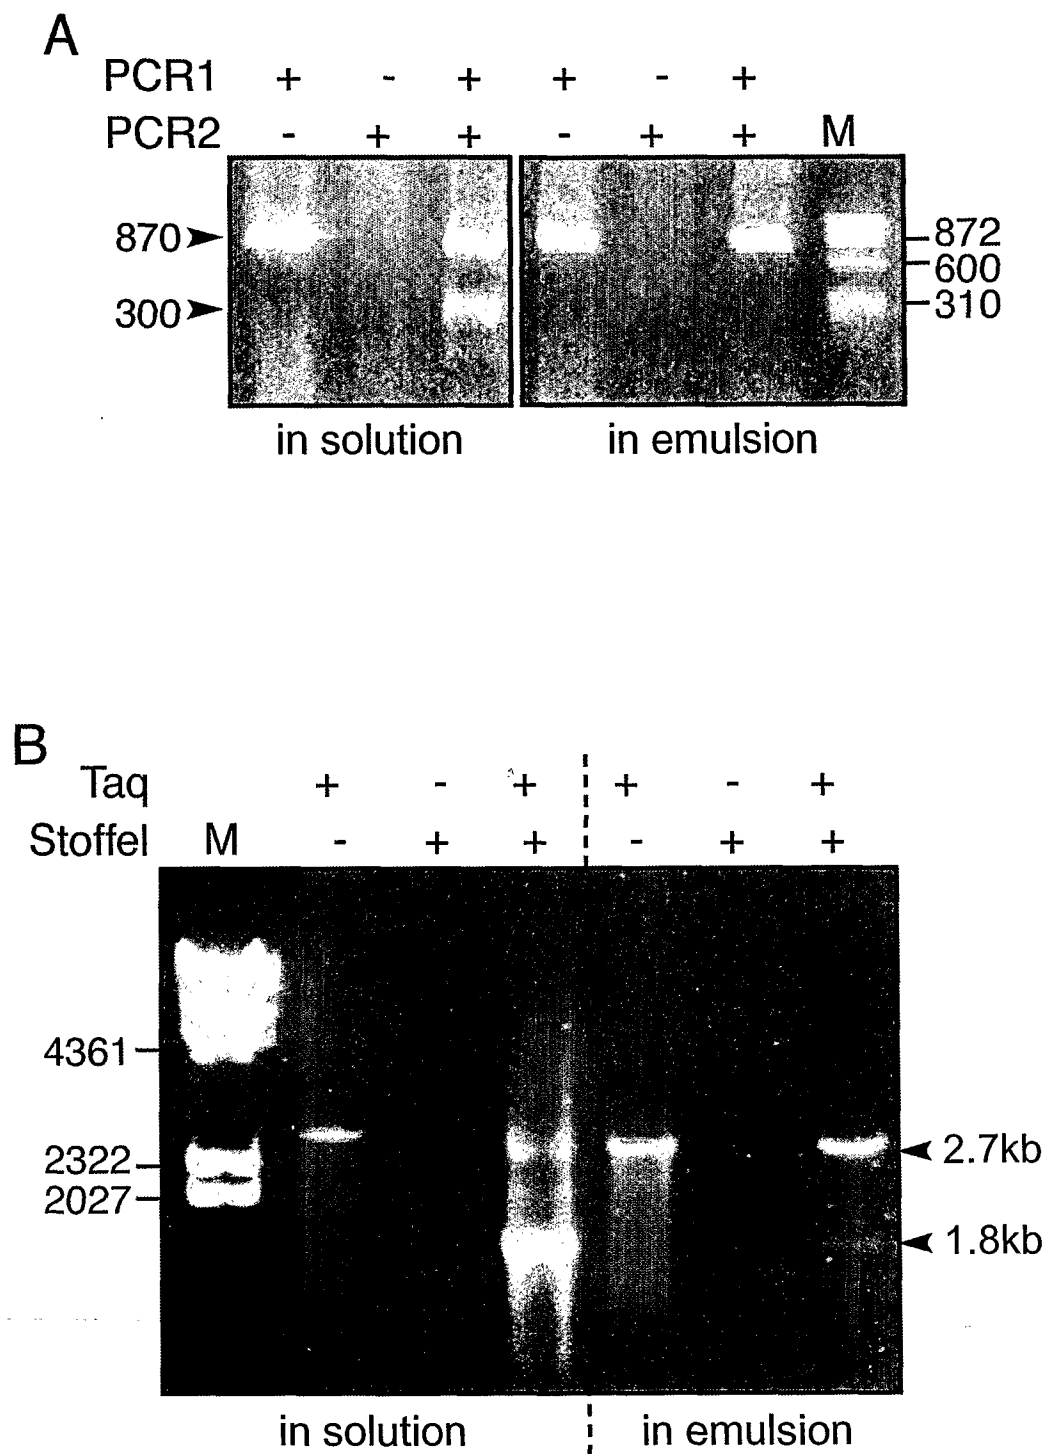 A
PCR1 + - + + - +
PCR2 - + + - + + M
870 872
600
300 310
in solution in emulsion
B
Taq + - + + - +
Stoffel M - + + - + +
4361
2322 2.7kb
2027
1.8kb
in solution in emulsion